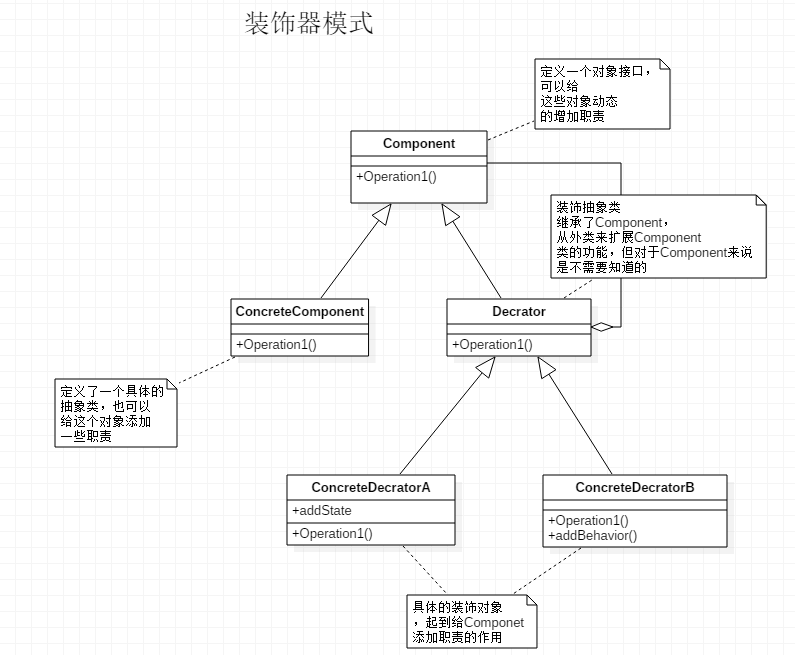 装饰器模式
定义一个对象接口，
可以给
这些对象动态
的增加职责
Component
+Operation1()
装饰抽象类
继承了Component，
从外类来扩展Component
类的功能，但对于Component来说
是不需要知道的
ConcreteComponent
+Operation1()
Decrator
+Operation1()
定义了一个具体的
抽象类，也可以
给这个对象添加
一些职责
ConcreteDecratorA
+addState
+Operation1()
ConcreteDecratorB
+Operation1()
+addBehavior()
具体的装饰对象
，起到给Componet
添加职责的作用